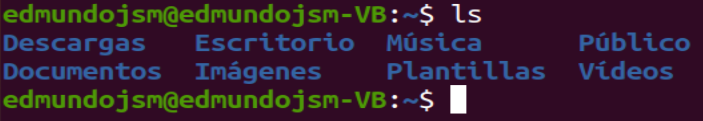 edmundojsm@edmundojsm-VB:~$ ls
Descargas Escritorio Música Público
Documentos Imágenes Plantillas Vídeos
edmundojsm@edmundojsm-VB:~$